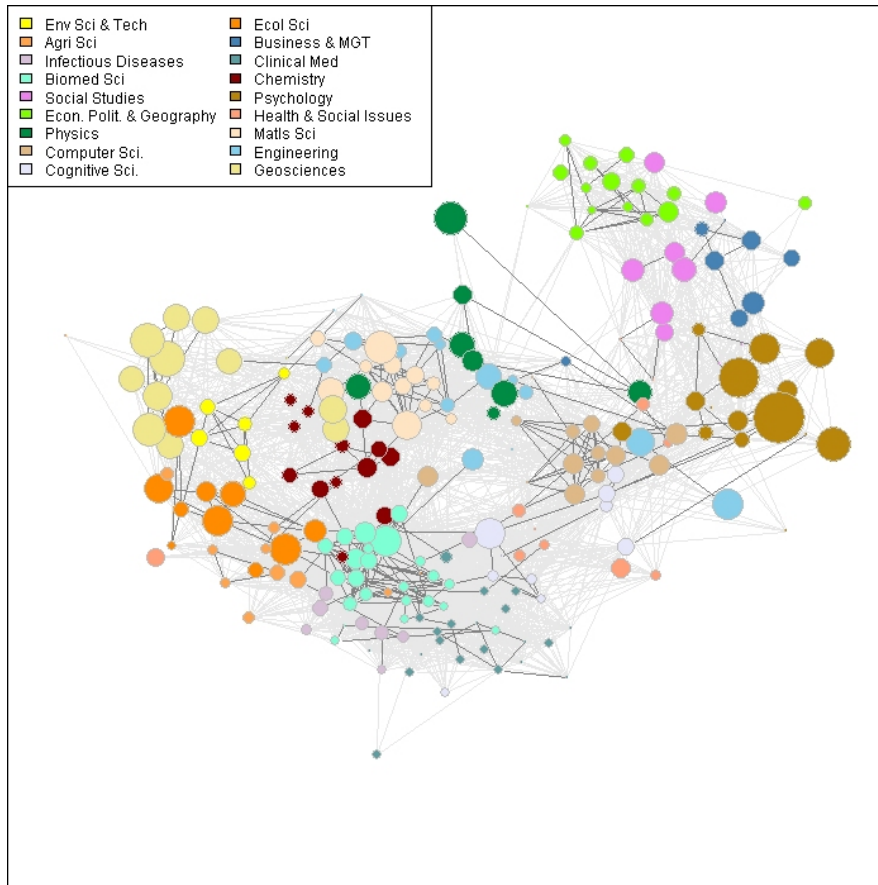 Env Sci & Tech
Agri Sci
Infectious Diseases
Biomed Sci
Social Studies
Econ. Polit. & Geography
Physics
Computer Sci.
Cognitive Sci.
Ecol Sci
Business & MGT
Clinical Med
Chemistry
Psychology
Health & Social Issues
Matls Sci
Engineering
Geosciences